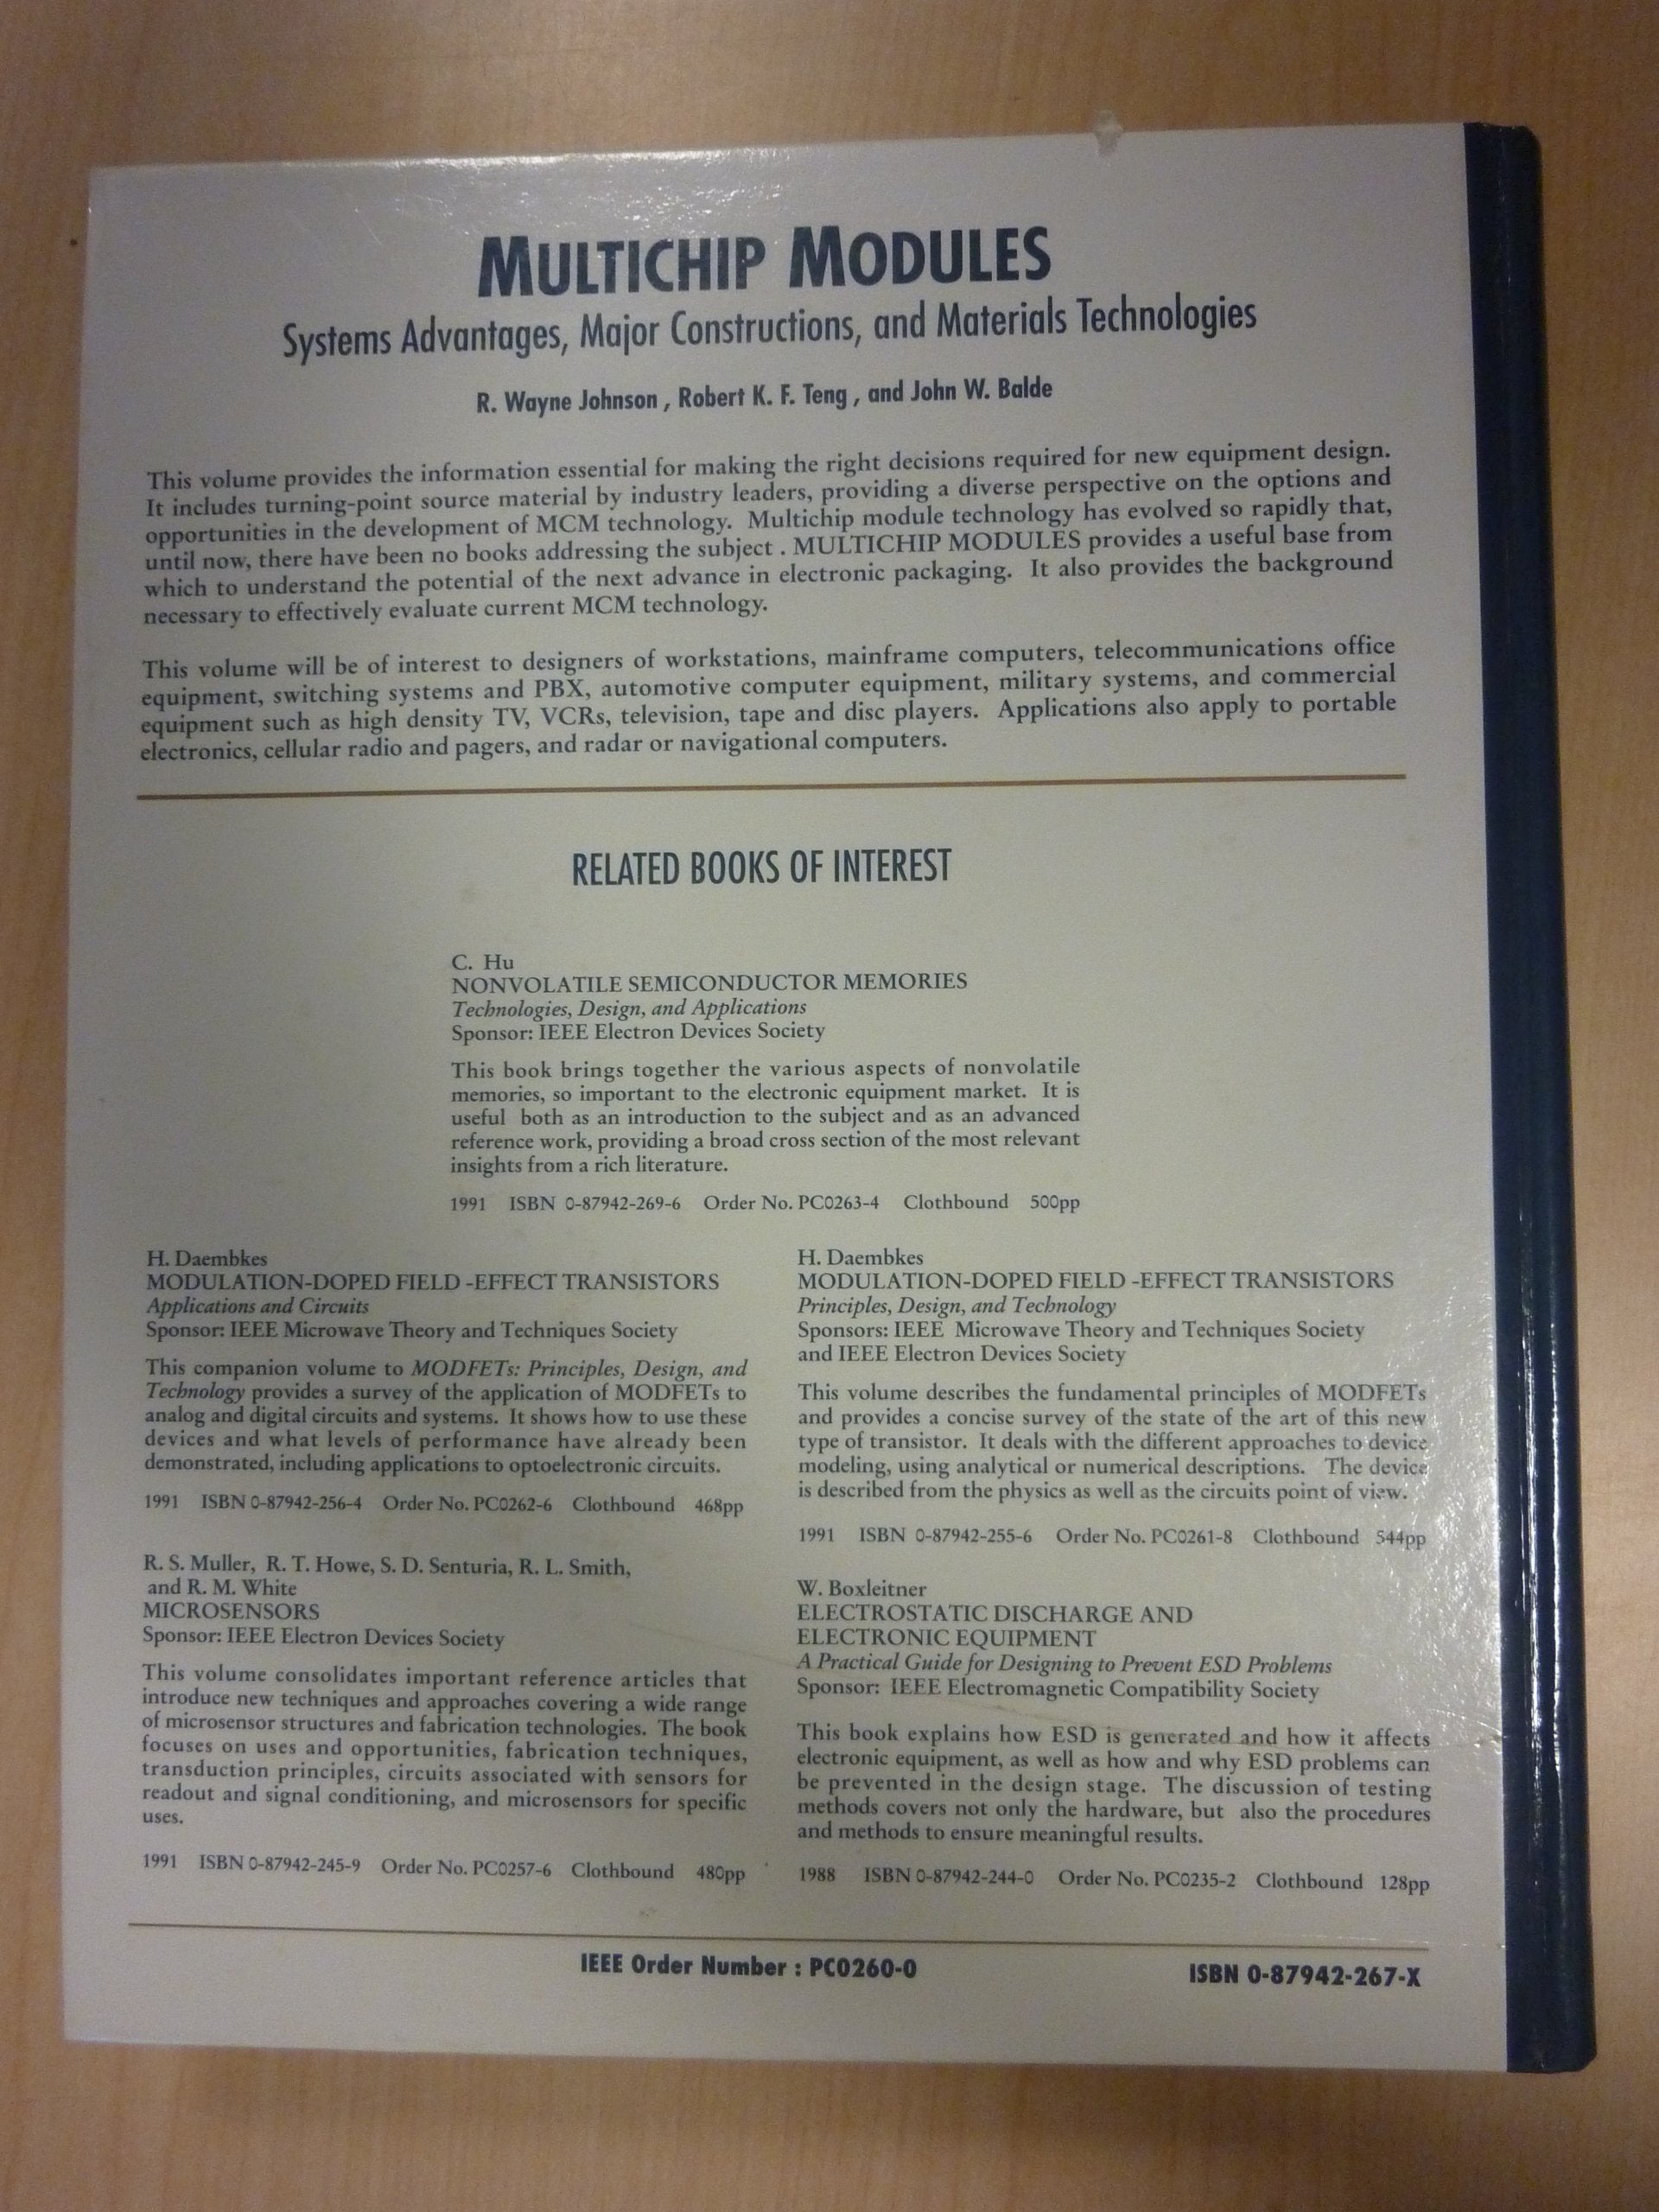 MULTICHIP MODULES
Systems Advantages, Major Constructions, and Materials Technologies
R. Wayne Johnson , Robert K. F. Teng , and John W. Balde
This volume provides the information essential for making the right decisions required for new equipment design.
It includes turning-point source material by industry leaders, providing a diverse perspective on the options and
opportunities in the development of MCM technology. Multichip module technology has evolved so rapidly that,
until now, there have been no books addressing the subject . MULTICHIP MODULES provides a useful base from
which to understand the potential of the next advance in electronic packaging. It also provides the background
necessary to effectively evaluate current MCM technology.
This volume will be of interest to designers of workstations, mainframe computers, telecommunications office
equipment, switching systems and PBX, automotive computer equipment, military systems, and commercial
equipment such as high density TV, VCRs, television, tape and disc players. Applications also apply to portable
electronics, cellular radio and pagers, and radar or navigational computers.
RELATED BOOKS OF INTEREST
C. Hu
NONVOLATILE SEMICONDUCTOR MEMORIES
Technologies, Design, and Applications
Sponsor: IEEE Electron Devices Society
This book brings together the various aspects of nonvolatile
memories, so important to the electronic equipment market. It is
useful both as an introduction to the subject and as an advanced
reference work, providing a broad cross section of the most relevant
insights from a rich literature.
1991 ISBN 0-87942-269-6 Order No. PC0263-4 Clothbound 500pp
H. Daembkes
MODULATION-DOPED FIELD -EFFECT TRANSISTORS
Applications and Circuits
Sponsor: IEEE Microwave Theory and Techniques Society
This companion volume to MODFETs: Principles, Design, and
Technology provides a survey of the application of MODFETs to
analog and digital circuits and systems. It shows how to use these
devices and what levels of performance have already been
demonstrated, including applications to optoelectronic circuits.
1991 ISBN 0-87942-256-4 Order No. PC0262-6 Clothbound 468pp
R. S. Muller, R. T. Howe, S. D. Senturia, R. L. Smith,
and R. M. White
MICROSENSORS
Sponsor: IEEE Electron Devices Society
This volume consolidates important reference articles that
introduce new techniques and approaches covering a wide range
of microsensor structures and fabrication technologies. The book
focuses on uses and opportunities, fabrication techniques,
transduction principles, circuits associated with sensors for
readout and signal conditioning, and microsensors for specific
uses.
1991 ISBN 0-87942-245-9 Order No. PC0257-6 Clothbound 480pp
H. Daembkes
MODULATION-DOPED FIELD -EFFECT TRANSISTORS
Principles, Design, and Technology
Sponsors: IEEE Microwave Theory and Techniques Society
and IEEE Electron Devices Society
This volume describes the fundamental principles of MODFETs
and provides a concise survey of the state of the art of this new
type of transistor. It deals with the different approaches to device
modeling, using analytical or numerical descriptions. The device
is described from the physics as well as the circuits point of view.
1991 ISBN 0-87942-255-6 Order No. PC0261-8 Clothbound 544pp
W. Boxleitner
ELECTROSTATIC DISCHARGE AND
ELECTRONIC EQUIPMENT
A Practical Guide for Designing to Prevent ESD Problems
Sponsor: IEEE Electromagnetic Compatibility Society
This book explains how ESD is generated and how it affects
electronic equipment, as well as how and why ESD problems can
be prevented in the design stage. The discussion of testing
methods covers not only the hardware, but also the procedures
and methods to ensure meaningful results.
1988 ISBN 0-87942-244-0 Order No. PC0235-2 Clothbound 128pp
IEEE Order Number : PC0260-0
ISBN 0-87942-267-X